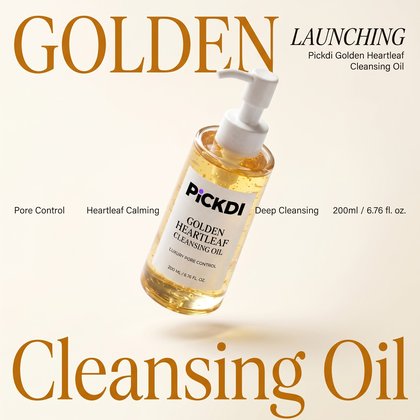 GOLDEN
LAUNCHING
Pickdi Golden Heartleaf
Cleansing Oil
Pore Control
Heartleaf Calming
Deep Cleansing
200ml / 6.76 fl. oz.
PiCKDI
GOLDEN
HEARTLEAF
CLEANSING OIL
LUXURY PORE CONTROL
200 ML / 6.76 FL. OZ.
Cleansing Oil